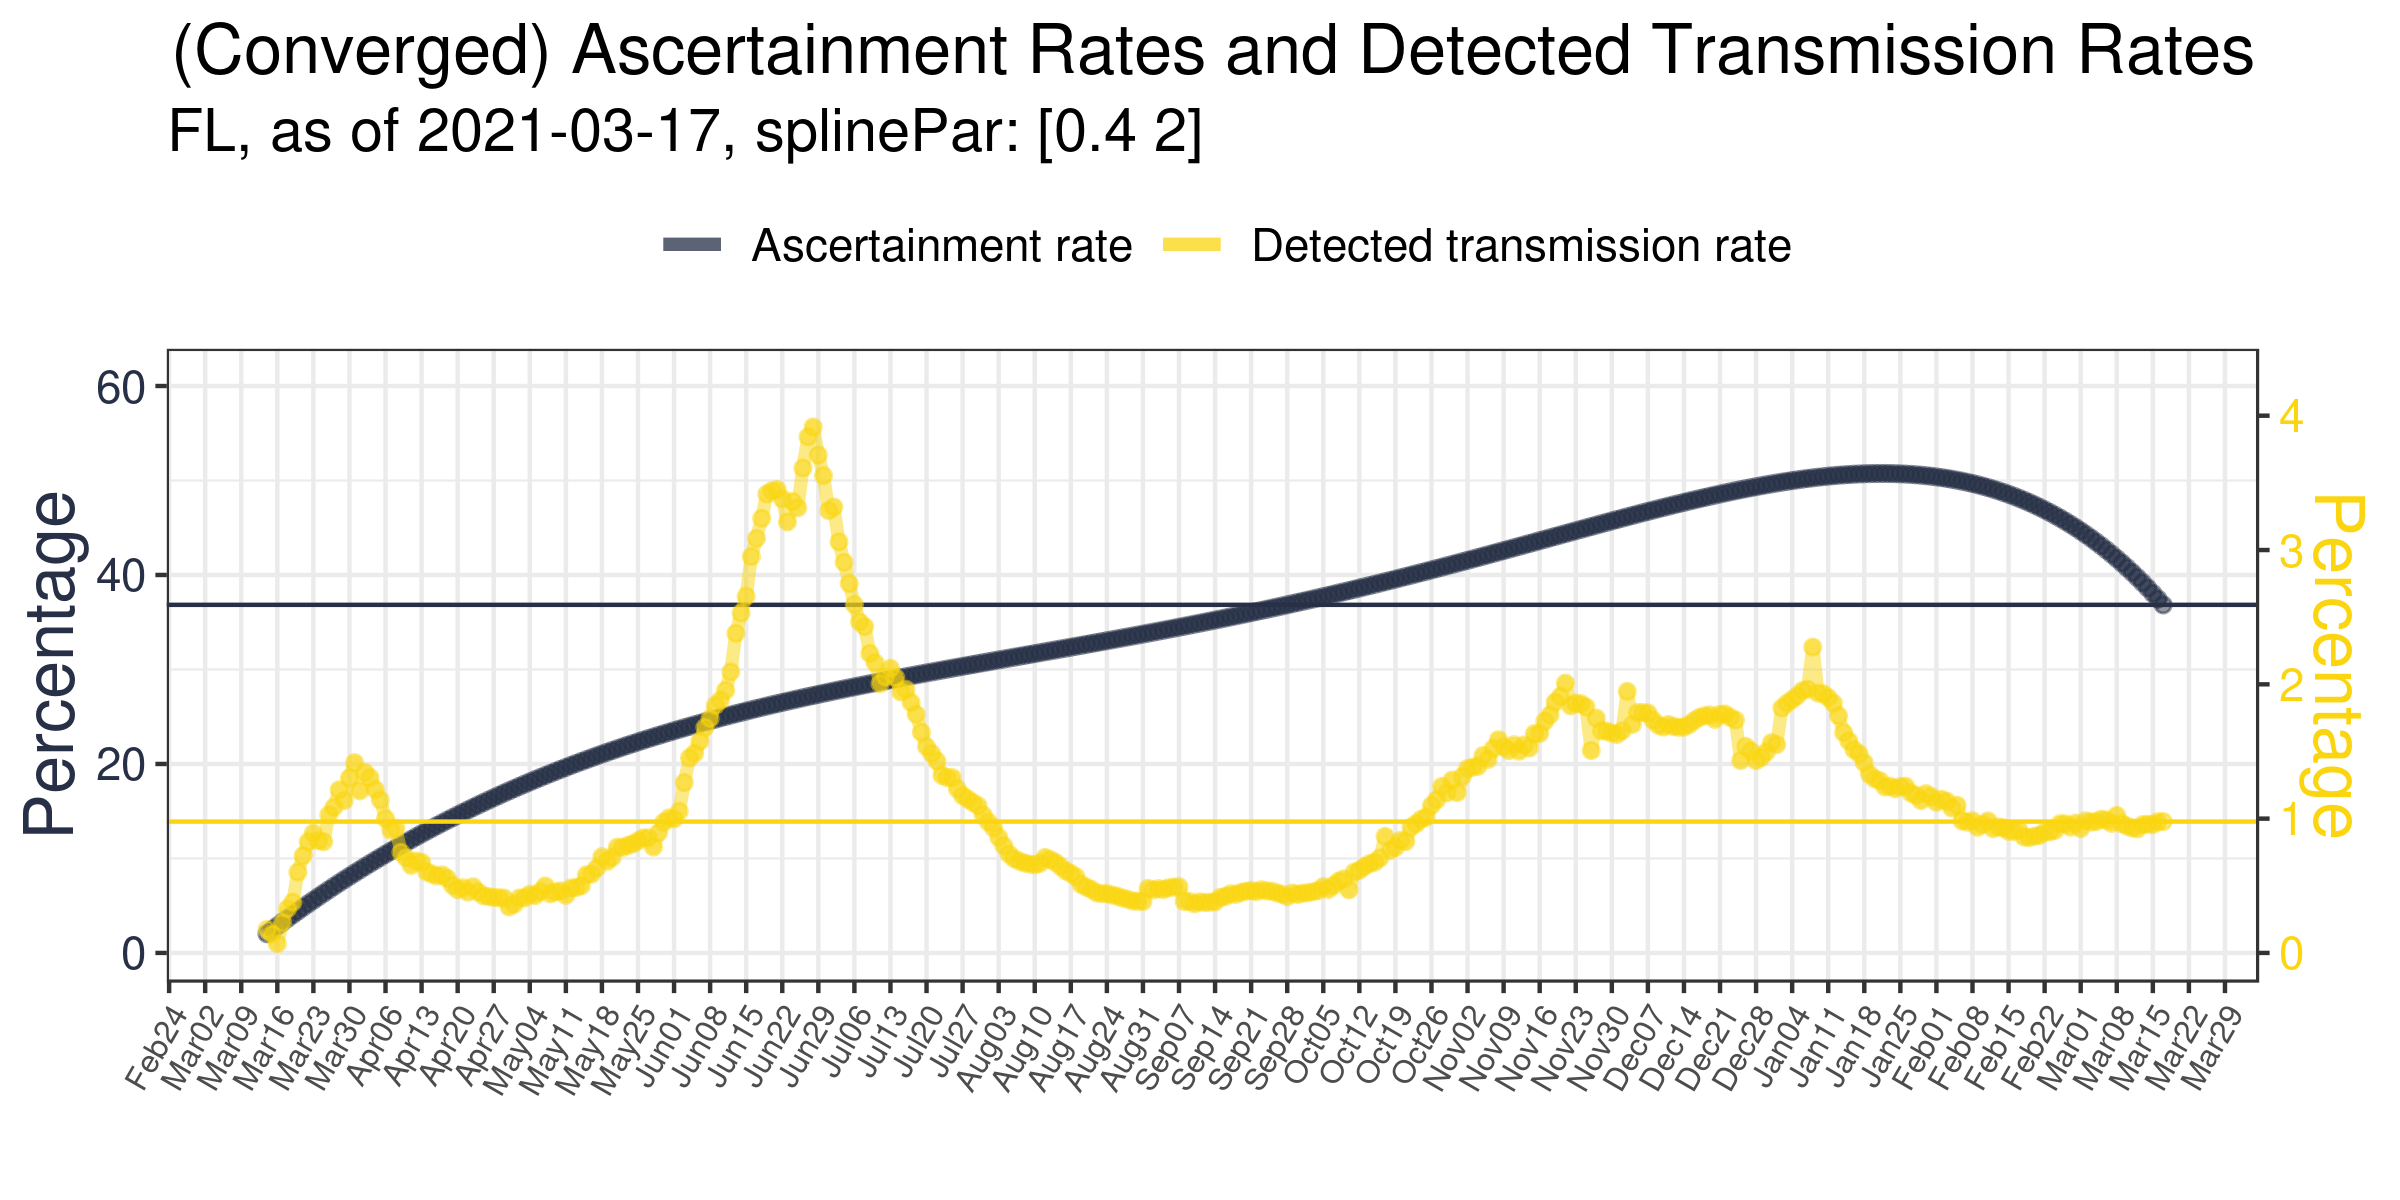 (Converged) Ascertainment Rates and Detected Transmission Rates
FL, as of 2021-03-17, splinePar: [0.4 2]
Ascertainment rate
Detected transmission rate
Percentage
60
40
20
0
4
3
2
1
0
Percentage
Feb24
Mar02
Mar09
Mar16
Mar23
Mar30
Apr06
Apr13
Apr20
Apr27
May04
May11
May18
May25
Jun01
Jun08
Jun15
Jun22
Jun29
Jul06
Jul13
Jul20
Jul27
Aug03
Aug10
Aug17
Aug24
Aug31
Sep07
Sep14
Sep21
Sep28
Oct05
Oct12
Oct19
Oct26
Nov02
Nov09
Nov16
Nov23
Nov30
Dec07
Dec14
Dec21
Dec28
Jan04
Jan11
Jan18
Jan25
Feb01
Feb08
Feb15
Feb22
Mar01
Mar08
Mar15
Mar22
Mar29